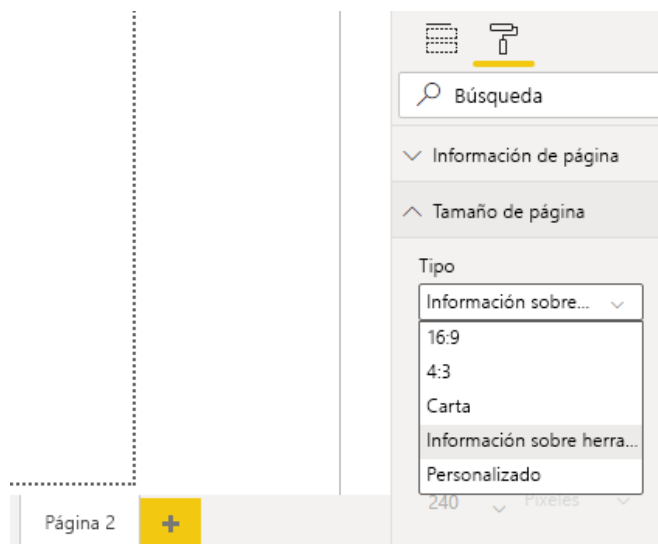 Búsqueda
Información de página
Tamaño de página
Tipo
Información sobre...
16:9
4:3
Carta
Información sobre herra...
Personalizado
240 Píxeles
Página 2